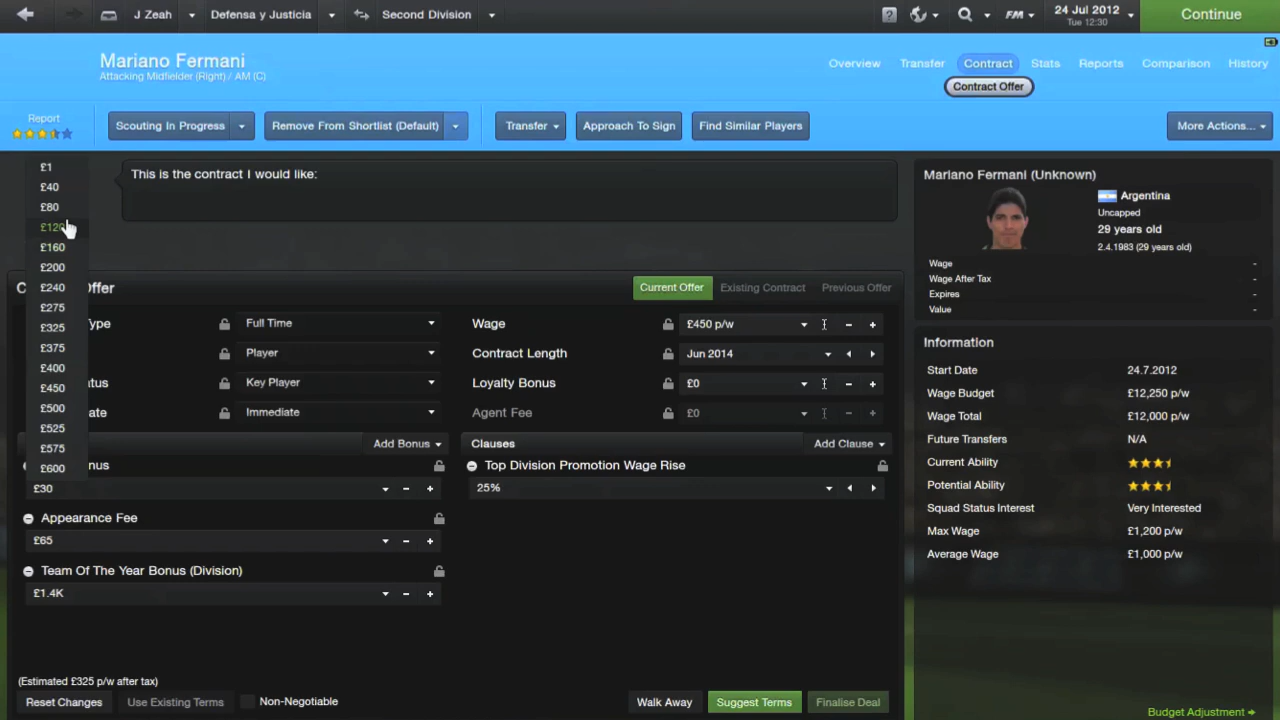 J Zeah
Defensa y Justicia
Second Division
?
FM
24 Jul 2012
Tue 12:30
Continue
Mariano Fermani
Attacking Midfielder (Right) / AM (C)
Overview
Transfer
Contract
Stats
Reports
Comparison
History
Contract Offer
Report
Scouting In Progress
Remove From Shortlist (Default)
Transfer
Approach To Sign
Find Similar Players
More Actions...
£1
£40
£80
£120
£160
£200
£240
£275
£325
£375
£400
£450
£500
£525
£575
£600
This is the contract I would like:
Offer
Current Offer
Existing Contract
Previous Offer
Type
Full Time
Player
Key Player
Immediate
Wage
£450 p/w
Contract Length
Jun 2014
Loyalty Bonus
£0
Agent Fee
£0
Add Bonus
£30
Appearance Fee
£65
Team Of The Year Bonus (Division)
£1.4K
Clauses
Add Clause
Top Division Promotion Wage Rise
25%
(Estimated £325 p/w after tax)
Reset Changes
Use Existing Terms
Non-Negotiable
Walk Away
Suggest Terms
Finalise Deal
Mariano Fermani (Unknown)
Argentina
Uncapped
29 years old
2.4.1983 (29 years old)
Wage -
Wage After Tax -
Expires -
Value -
Information
Start Date 24.7.2012
Wage Budget £12,250 p/w
Wage Total £12,000 p/w
Future Transfers N/A
Current Ability
Potential Ability
Squad Status Interest Very Interested
Max Wage £1,200 p/w
Average Wage £1,000 p/w
Budget Adjustment